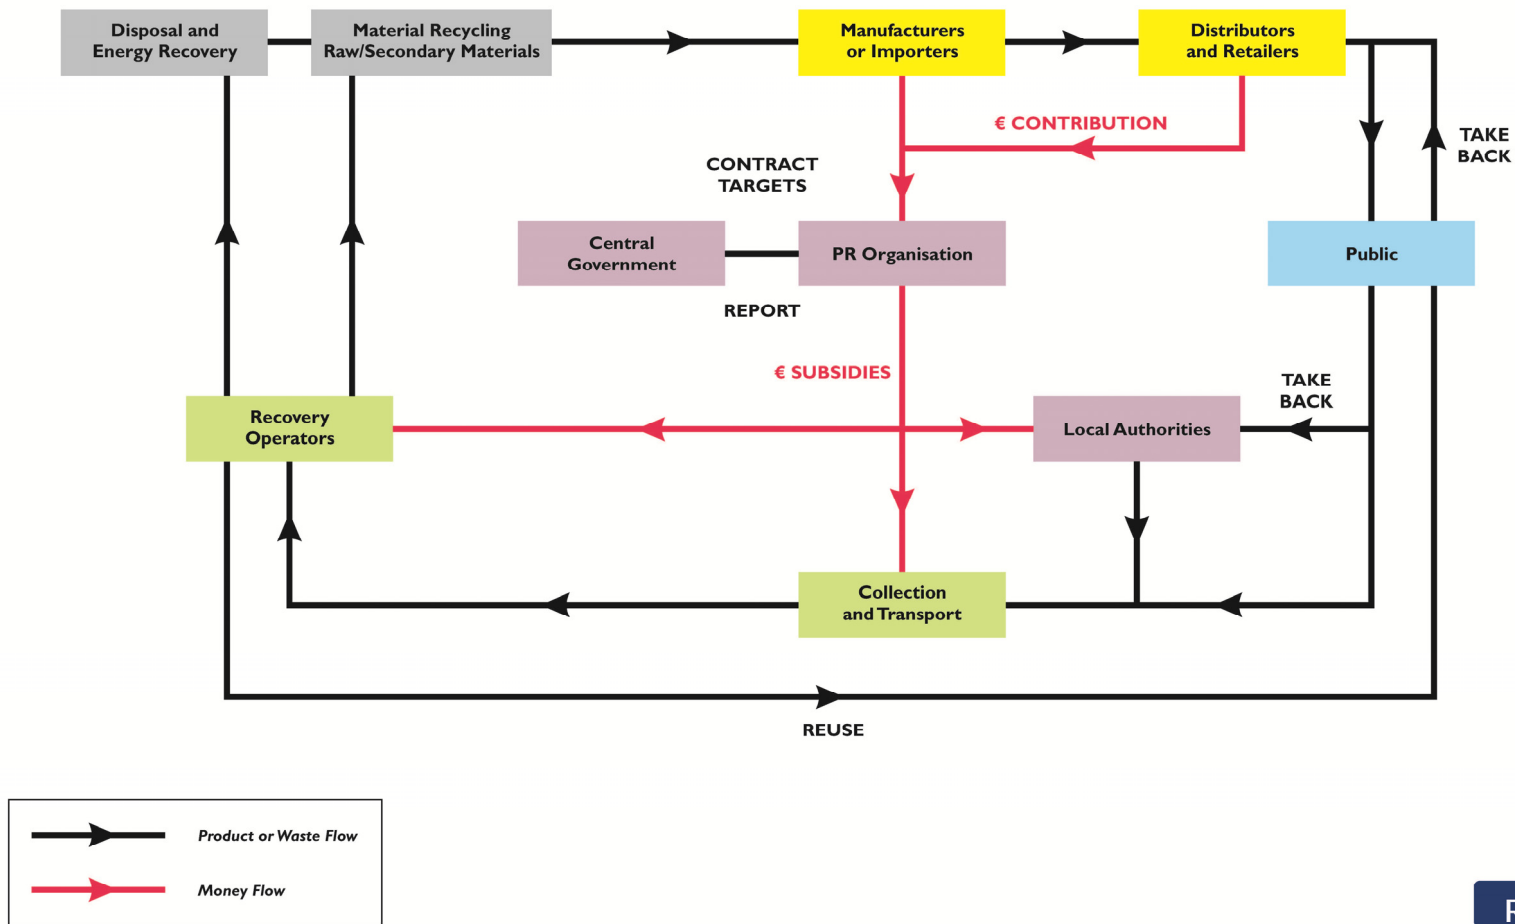 Disposal and
Energy Recovery
Material Recycling
Raw/Secondary Materials
Manufacturers
or Importers
Distributors
and Retailers
€ CONTRIBUTION
TAKE
BACK
CONTRACT
TARGETS
Central
Government
PR Organisation
Public
REPORT
€ SUBSIDIES
TAKE
BACK
Recovery
Operators
Local Authorities
Collection
and Transport
REUSE
Product or Waste Flow
Money Flow